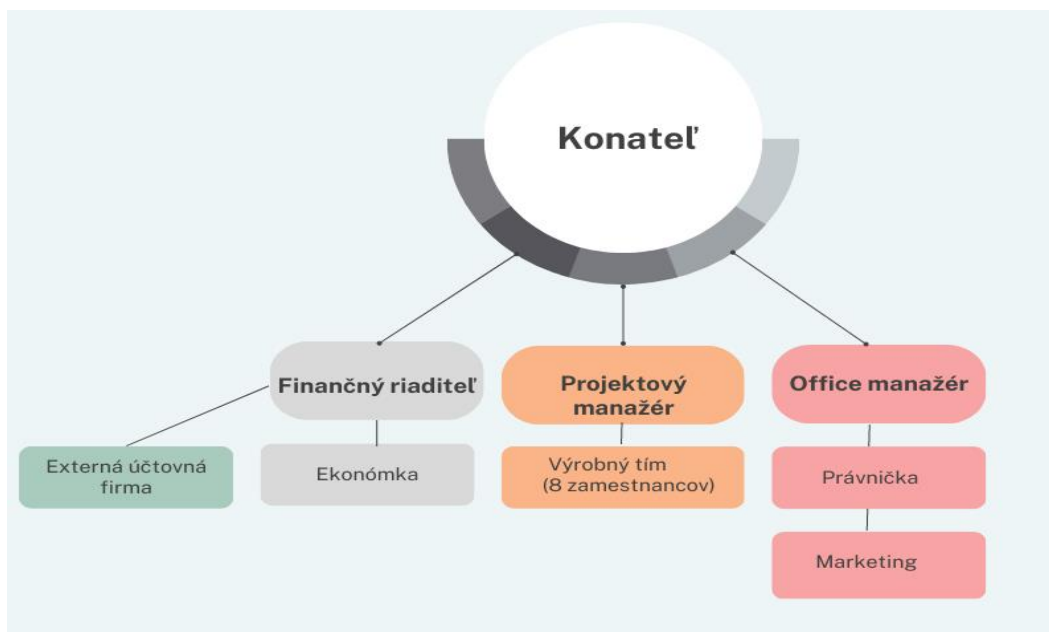 Konateľ
Finančný riaditeľ
Projektový
manažér
Office manažér
Externá účtovná
firma
Ekonómka
Výrobný tím
(8 zamestnancov)
Právnička
Marketing